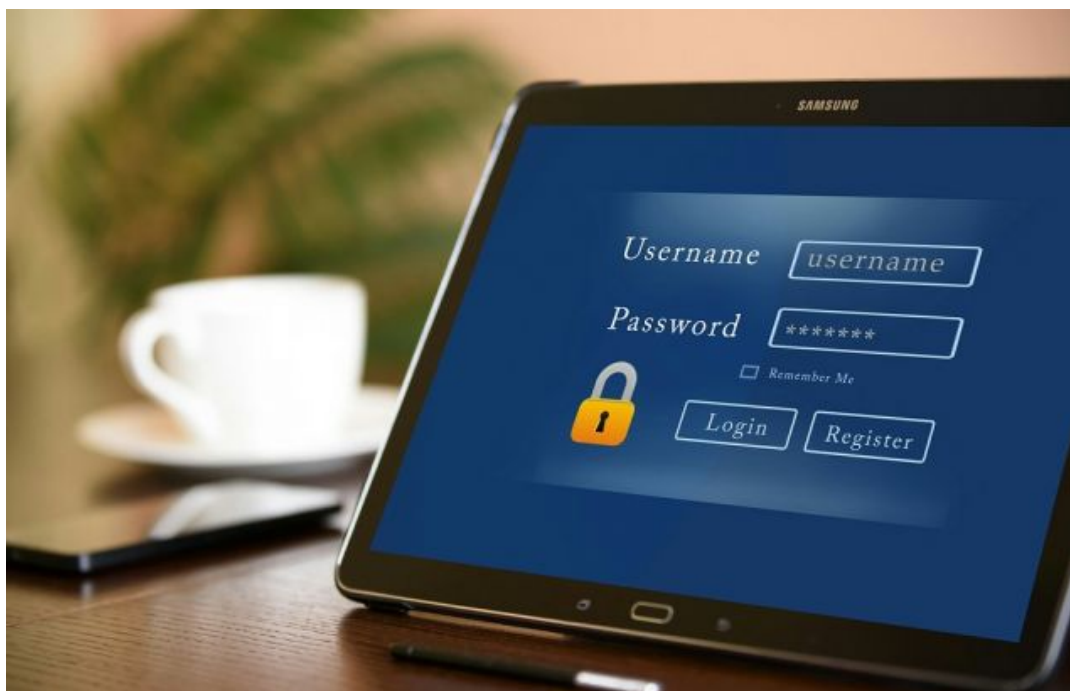 SAMSUNG
Username username
Password *******
Remember Me
Login Register